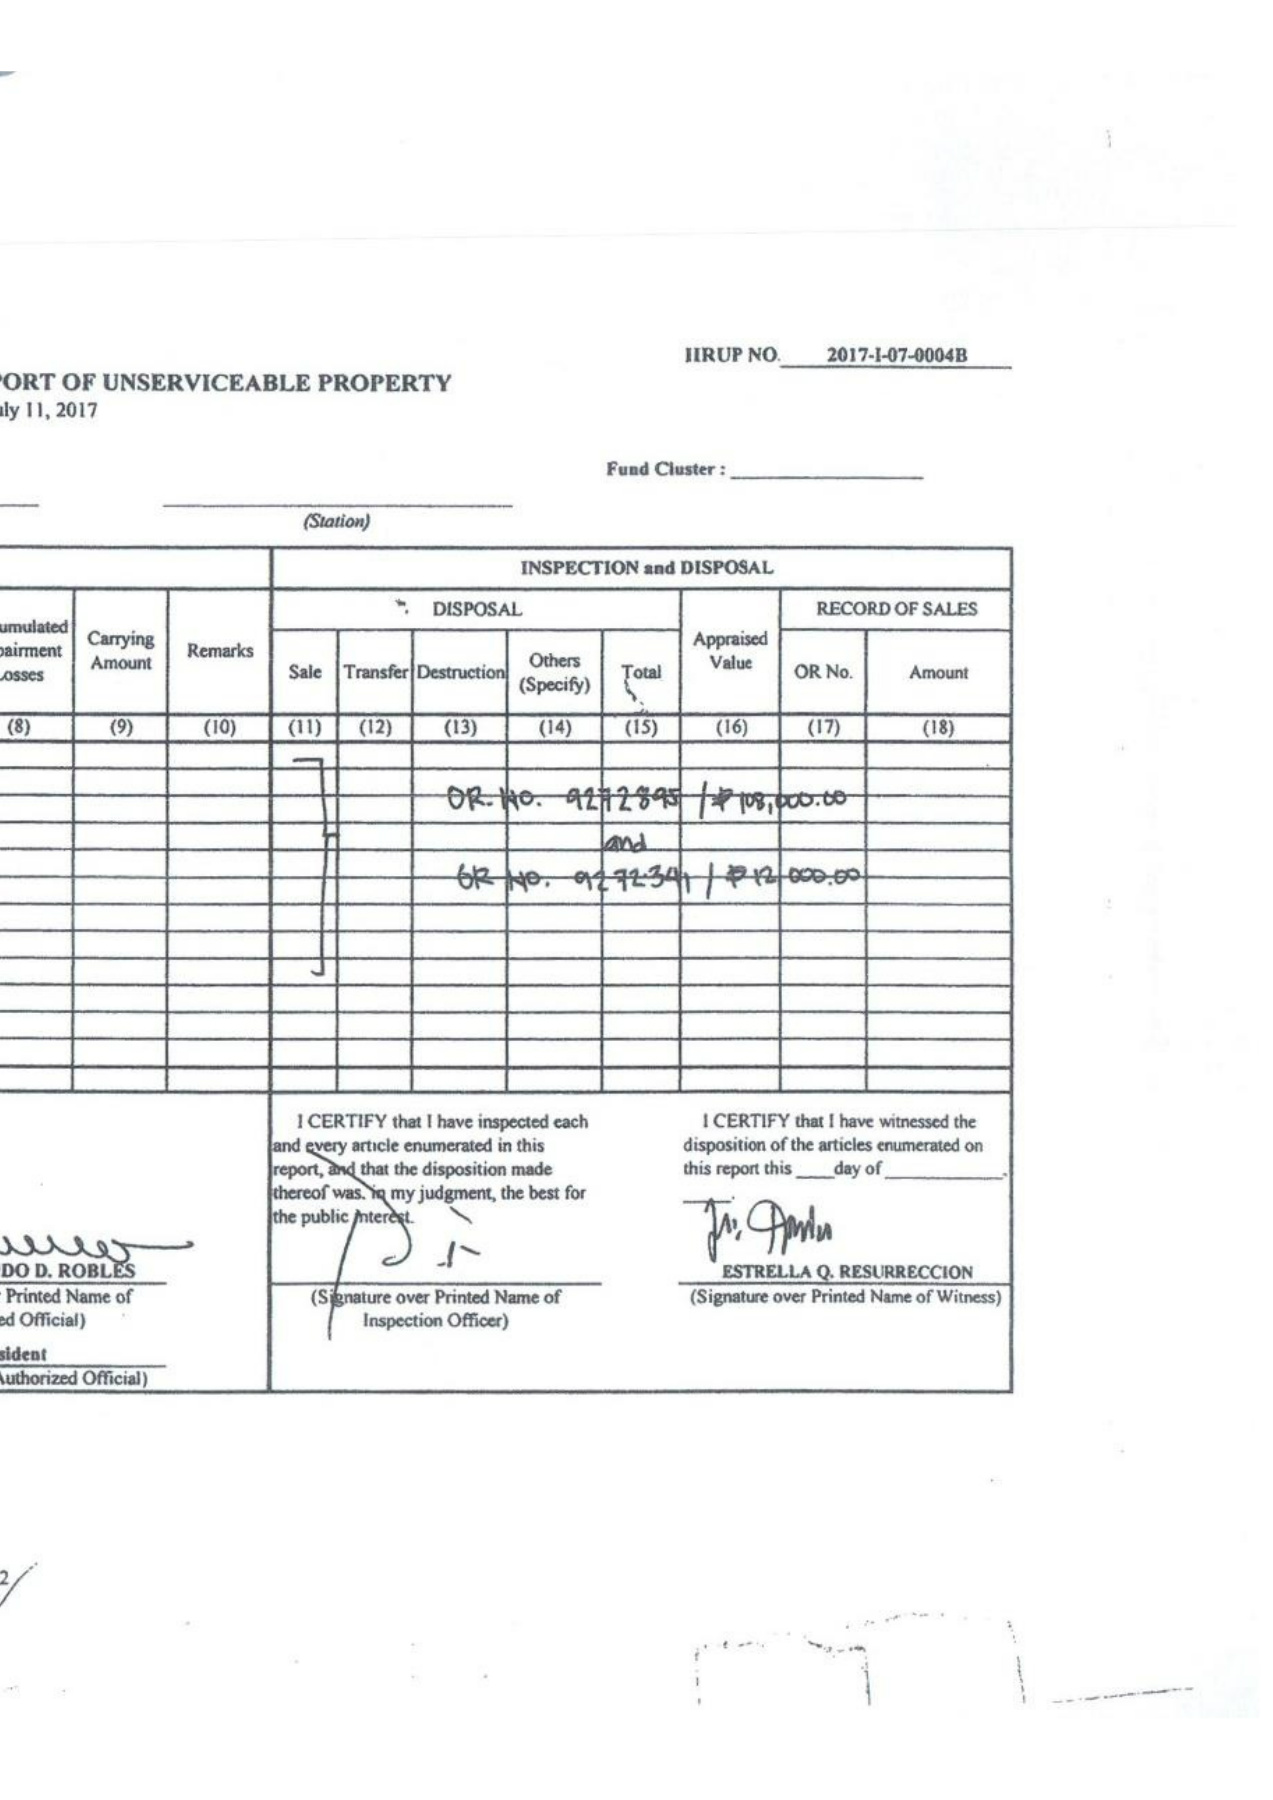 IIRUP NO. 2017-I-07-0004B
PORT OF UNSERVICEABLE PROPERTY
uly 11, 2017
Fund Cluster :
(Station)
INSPECTION and DISPOSAL
DISPOSAL
RECORD OF SALES
umulated
pairment
Losses
Carrying
Amount
Remarks
Sale
Transfer
Destruction
Others
(Specify)
Total
Appraised
Value
OR No.
Amount
(8) (9) (10) (11) (12) (13) (14) (15) (16) (17) (18)
OR. No. 9272895 / ₱ 108,000.00
and
OR No. 9272341 / ₱ 12 000.00
I CERTIFY that I have inspected each
and every article enumerated in this
report, and that the disposition made
thereof was. in my judgment, the best for
the public interest.
I CERTIFY that I have witnessed the
disposition of the articles enumerated on
this report this ____day of ____________.
DO D. ROBLES
r Printed Name of
ed Official)
sident
Authorized Official)
(Signature over Printed Name of
Inspection Officer)
ESTRELLA Q. RESURRECCION
(Signature over Printed Name of Witness)
2